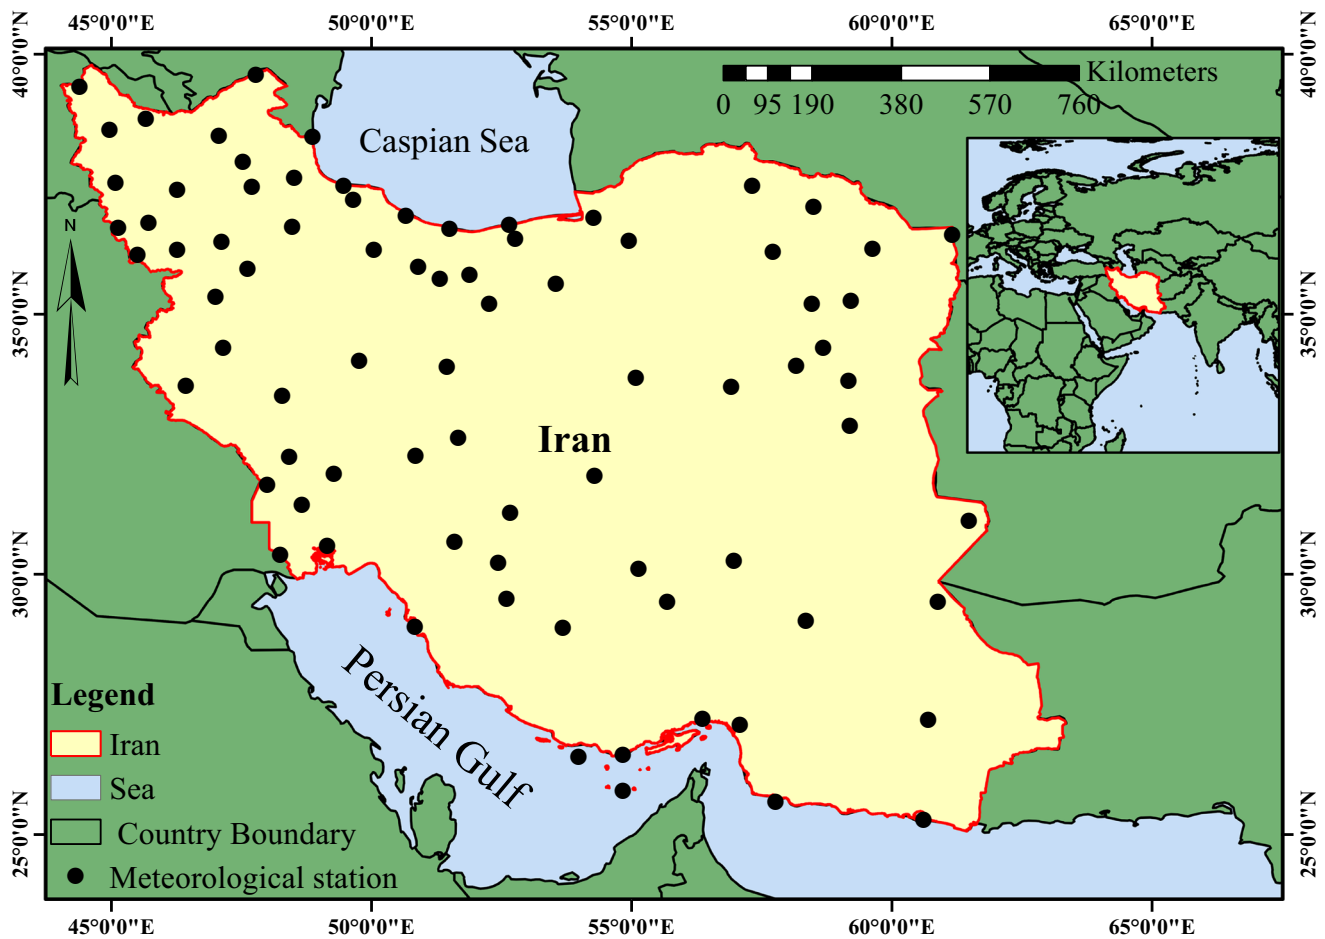 45°0'0"E 50°0'0"E 55°0'0"E 60°0'0"E 65°0'0"E
40°0'0"N
40°0'0"N
Kilometers
0 95 190 380 570 760
Caspian Sea
N
35°0'0"N
35°0'0"N
Iran
30°0'0"N
30°0'0"N
Persian Gulf
Legend
Iran
Sea
Country Boundary
Meteorological station
25°0'0"N
25°0'0"N
45°0'0"E 50°0'0"E 55°0'0"E 60°0'0"E 65°0'0"E